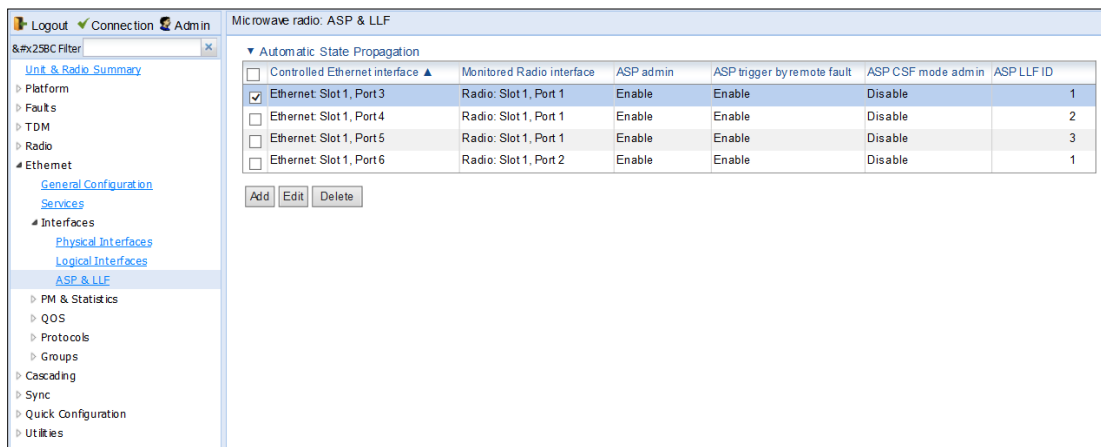 Logout Connection Admin
&#x25BC Filter
Unit & Radio Summary
Platform
Faults
TDM
Radio
Ethernet
General Configuration
Services
Interfaces
Physical Interfaces
Logical Interfaces
ASP & LLF
PM & Statistics
QOS
Protocols
Groups
Cascading
Sync
Quick Configuration
Utilities
Microwave radio: ASP & LLF
▼ Automatic State Propagation
Controlled Ethernet interface ▲ Monitored Radio interface ASP admin ASP trigger by remote fault ASP CSF mode admin ASP LLF ID
Ethernet: Slot 1, Port 3 Radio: Slot 1, Port 1 Enable Enable Disable 1
Ethernet: Slot 1, Port 4 Radio: Slot 1, Port 1 Enable Enable Disable 2
Ethernet: Slot 1, Port 5 Radio: Slot 1, Port 1 Enable Enable Disable 3
Ethernet: Slot 1, Port 6 Radio: Slot 1, Port 2 Enable Enable Disable 1
Add Edit Delete